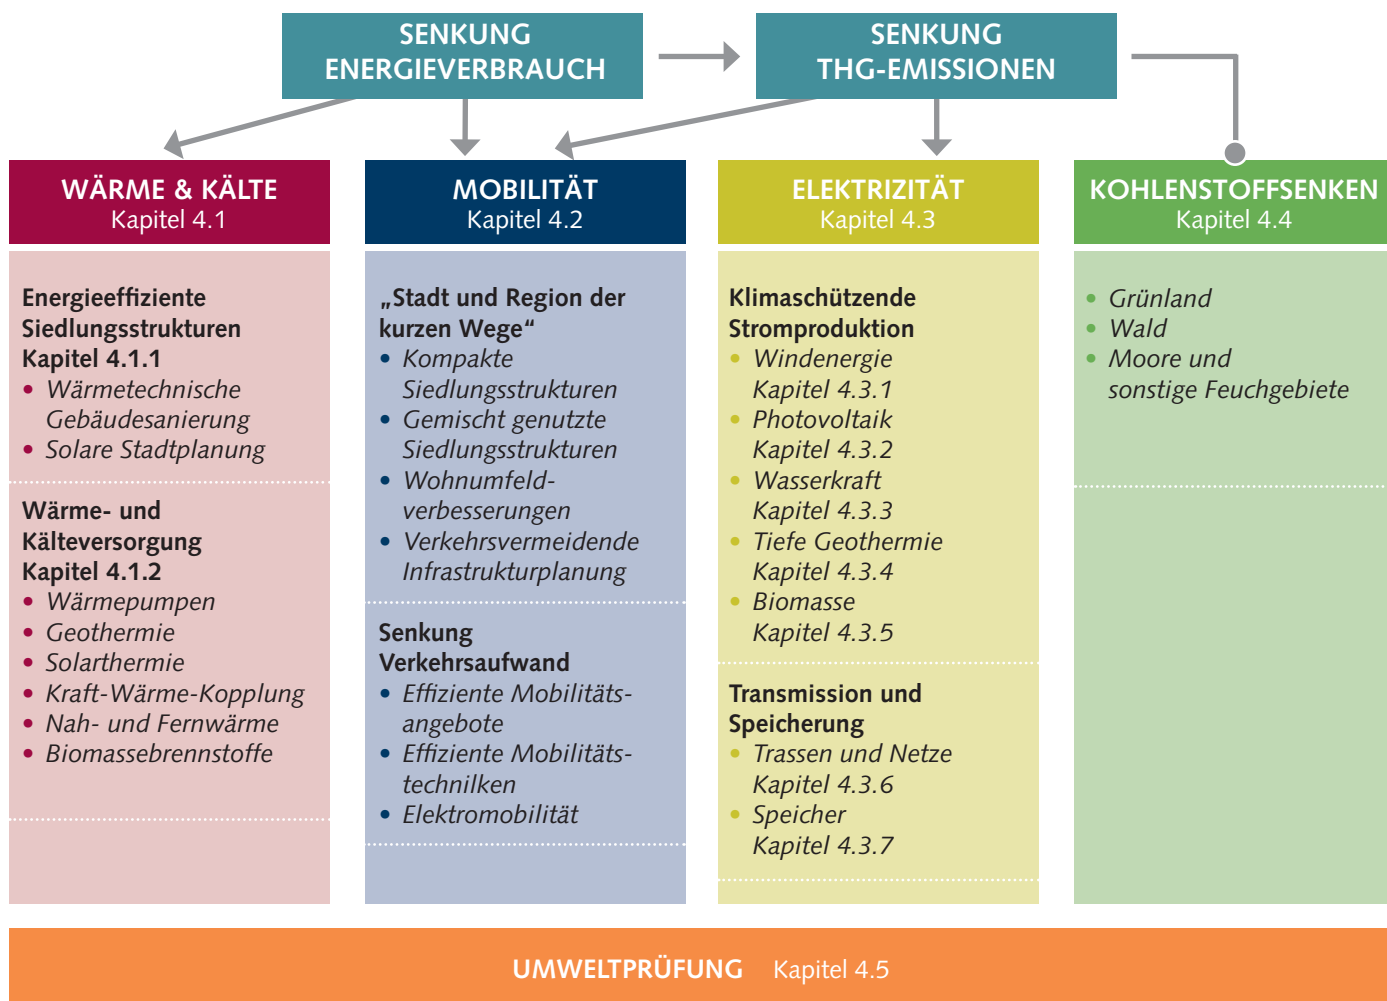 SENKUNG
ENERGIEVERBRAUCH
SENKUNG
THG-EMISSIONEN
WÄRME & KÄLTE
Kapitel 4.1
Energieeffiziente
Siedlungsstrukturen
Kapitel 4.1.1
• Wärmetechnische
Gebäudesanierung
• Solare Stadtplanung
Wärme- und
Kälteversorgung
Kapitel 4.1.2
• Wärmepumpen
• Geothermie
• Solarthermie
• Kraft-Wärme-Kopplung
• Nah- und Fernwärme
• Biomassebrennstoffe
MOBILITÄT
Kapitel 4.2
„Stadt und Region der
kurzen Wege“
• Kompakte
Siedlungsstrukturen
• Gemischt genutzte
Siedlungsstrukturen
• Wohnumfeld-
verbesserungen
• Verkehrsvermeidende
Infrastrukturplanung
Senkung
Verkehrsaufwand
• Effiziente Mobilitäts-
angebote
• Effiziente Mobilitäts-
technilken
• Elektromobilität
ELEKTRIZITÄT
Kapitel 4.3
Klimaschützende
Stromproduktion
• Windenergie
Kapitel 4.3.1
• Photovoltaik
Kapitel 4.3.2
• Wasserkraft
Kapitel 4.3.3
• Tiefe Geothermie
Kapitel 4.3.4
• Biomasse
Kapitel 4.3.5
Transmission und
Speicherung
• Trassen und Netze
Kapitel 4.3.6
• Speicher
Kapitel 4.3.7
KOHLENSTOFFSENKEN
Kapitel 4.4
• Grünland
• Wald
• Moore und
sonstige Feuchgebiete
UMWELTPRÜFUNG Kapitel 4.5